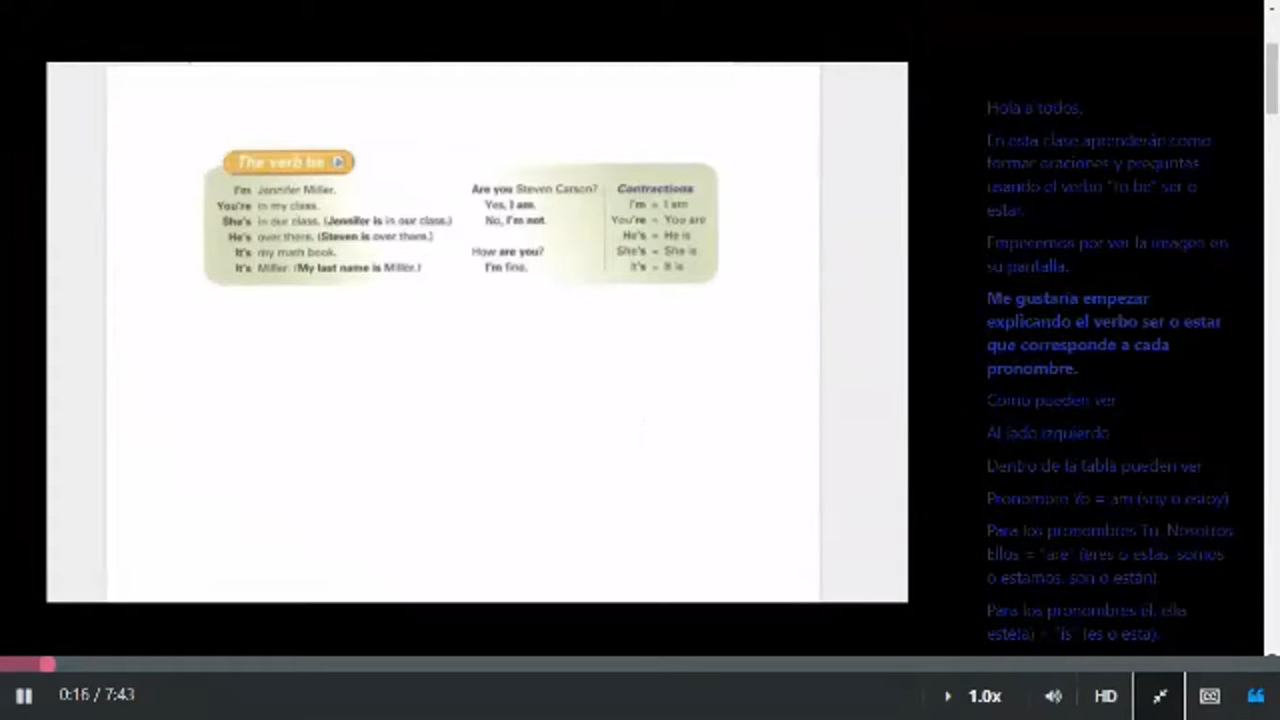 The verb be
I'm Jennifer Miller.
You're in my class.
She's in our class. (Jennifer is in our class.)
He's over there. (Steven is over there.)
It's my math book.
It's Miller. (My last name is Miller.)
Are you Steven Carson?
Yes, I am.
No, I'm not.
How are you?
I'm fine.
Contractions
I'm = I am
You're = You are
He's = He is
She's = She is
It's = It is
Hola a todos,
En esta clase aprenderán como
formar oraciones y preguntas
usando el verbo "to be" ser o
estar.
Empecemos por ver la imagen en
su pantalla.
Me gustaría empezar
explicando el verbo ser o estar
que corresponde a cada
pronombre.
Como pueden ver
Al lado izquierdo
Dentro de la tabla pueden ver
Pronombre Yo = am (soy o estoy)
Para los pronombres Tu, Nosotros
Ellos = "are" (eres o estas, somos
o estamos, son o están)
Para los pronombres él, ella
este(a) = "is" (es o esta).
0:16 / 7:43
1.0x
HD
CC